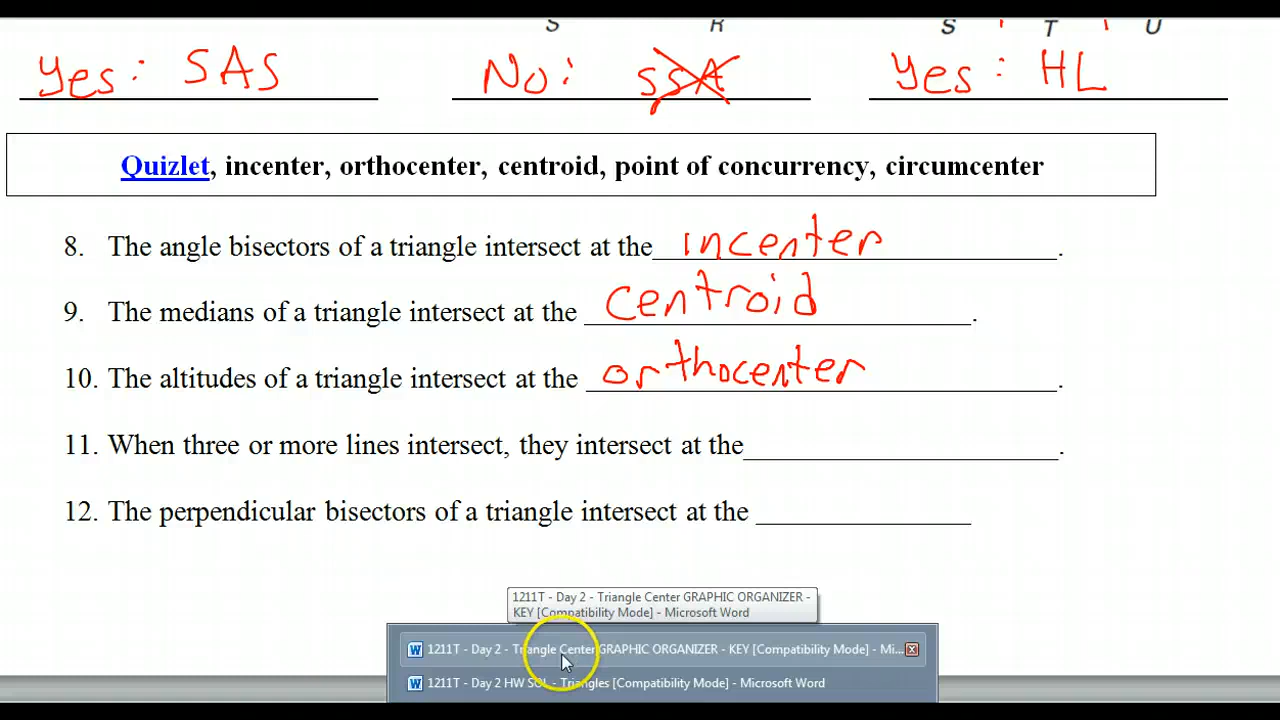 S R S T U
Yes: SAS No: SSA Yes: HL
Quizlet, incenter, orthocenter, centroid, point of concurrency, circumcenter
8. The angle bisectors of a triangle intersect at the incenter.
9. The medians of a triangle intersect at the centroid.
10. The altitudes of a triangle intersect at the orthocenter.
11. When three or more lines intersect, they intersect at the .
12. The perpendicular bisectors of a triangle intersect at the
1211T - Day 2 - Triangle Center GRAPHIC ORGANIZER -
KEY [Compatibility Mode] - Microsoft Word
1211T - Day 2 - Triangle Center GRAPHIC ORGANIZER - KEY [Compatibility Mode] - Mi...
1211T - Day 2 HW SOL - Triangles [Compatibility Mode] - Microsoft Word